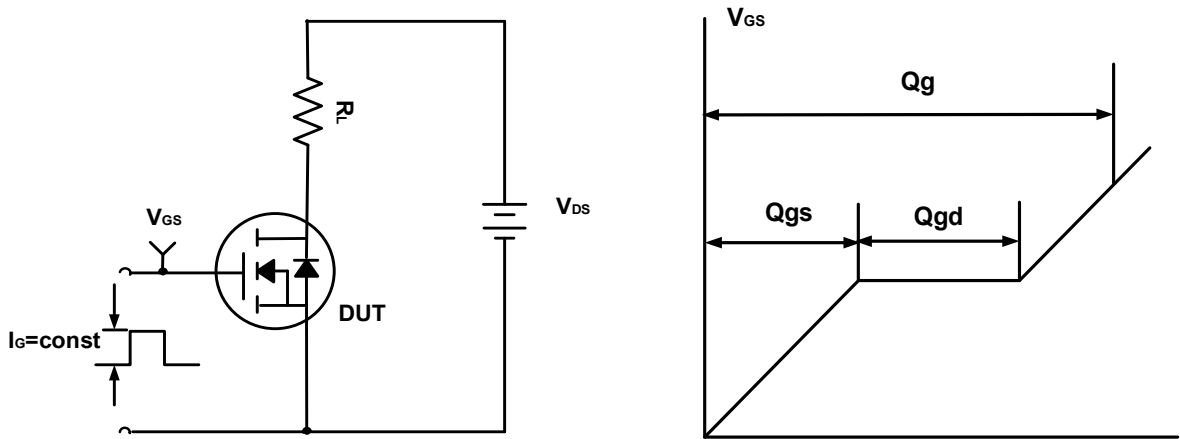 RL
VGS
VDS
DUT
IG=const
VGS
Qg
Qgs
Qgd